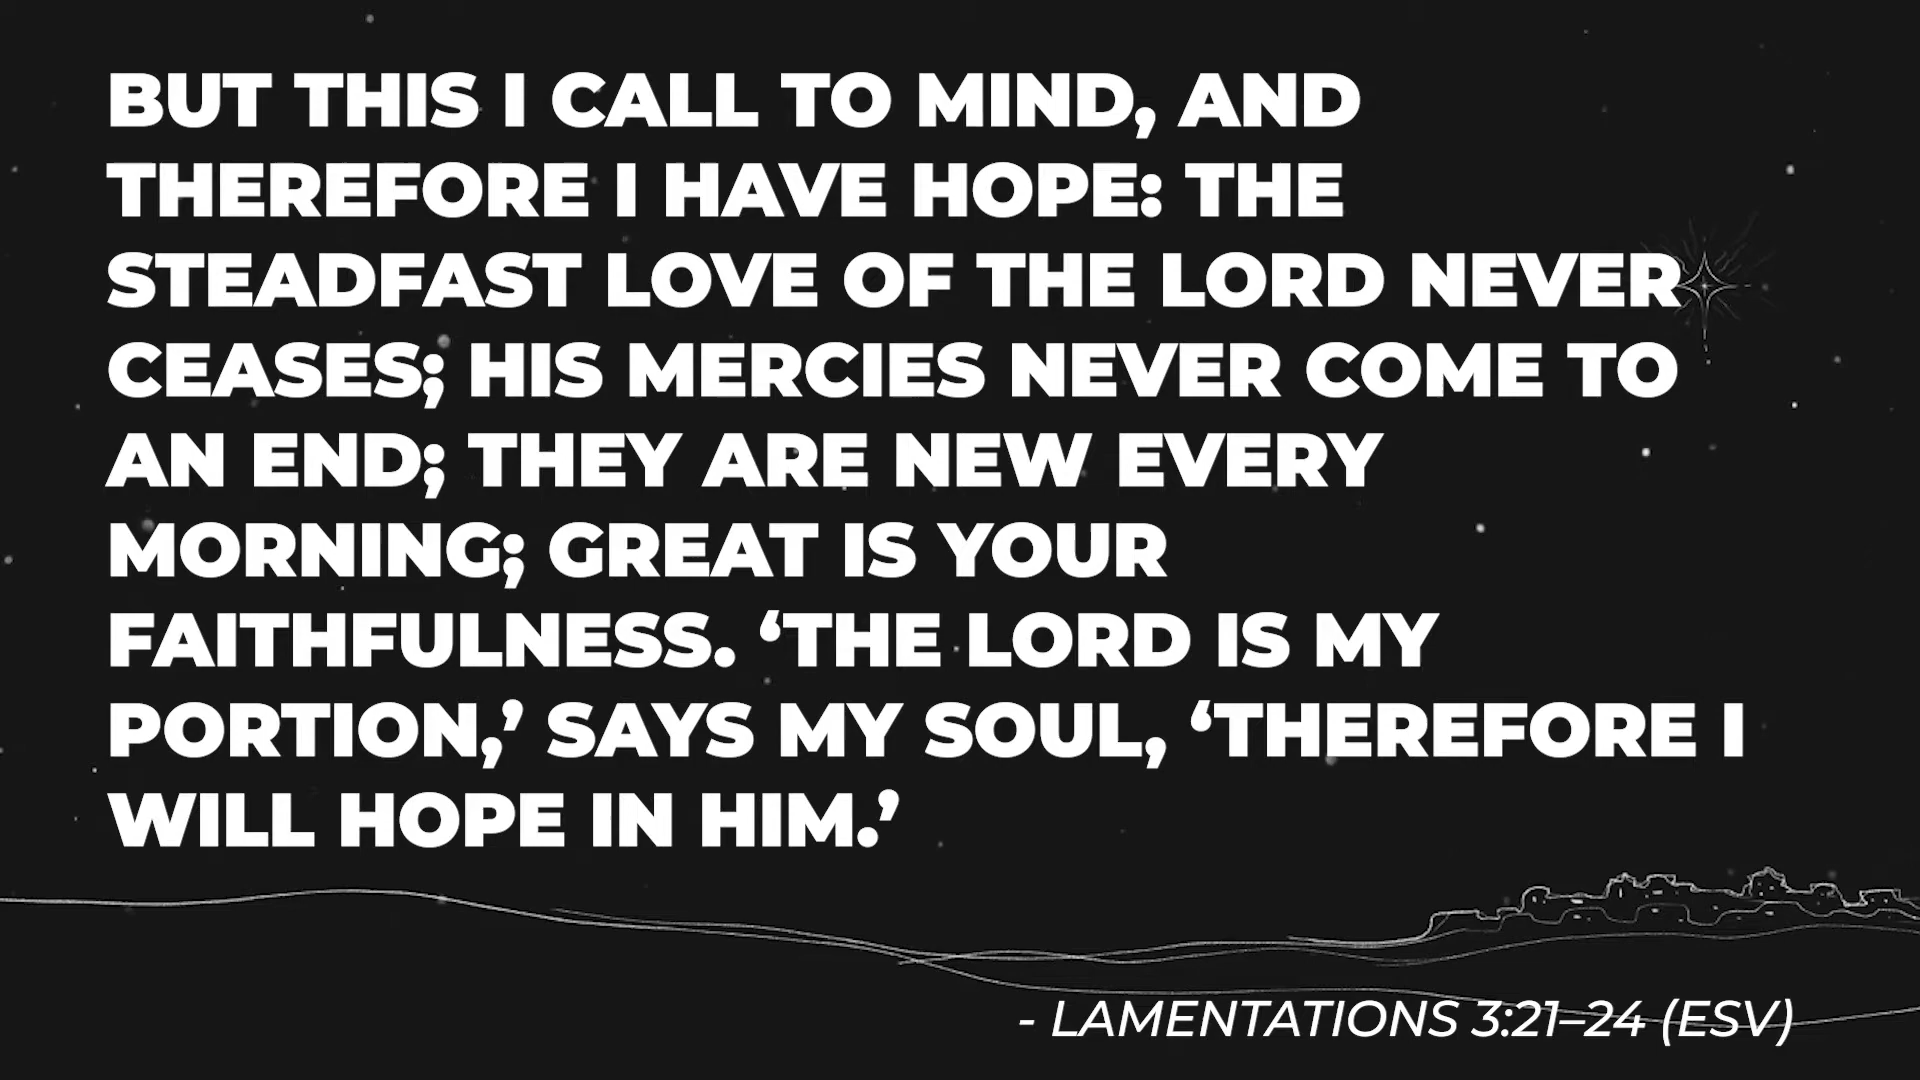 BUT THIS I CALL TO MIND, AND
THEREFORE I HAVE HOPE: THE
STEADFAST LOVE OF THE LORD NEVER
CEASES; HIS MERCIES NEVER COME TO
AN END; THEY ARE NEW EVERY
MORNING; GREAT IS YOUR
FAITHFULNESS. ‘THE LORD IS MY
PORTION,’ SAYS MY SOUL, ‘THEREFORE I
WILL HOPE IN HIM.’
- LAMENTATIONS 3:21–24 (ESV)